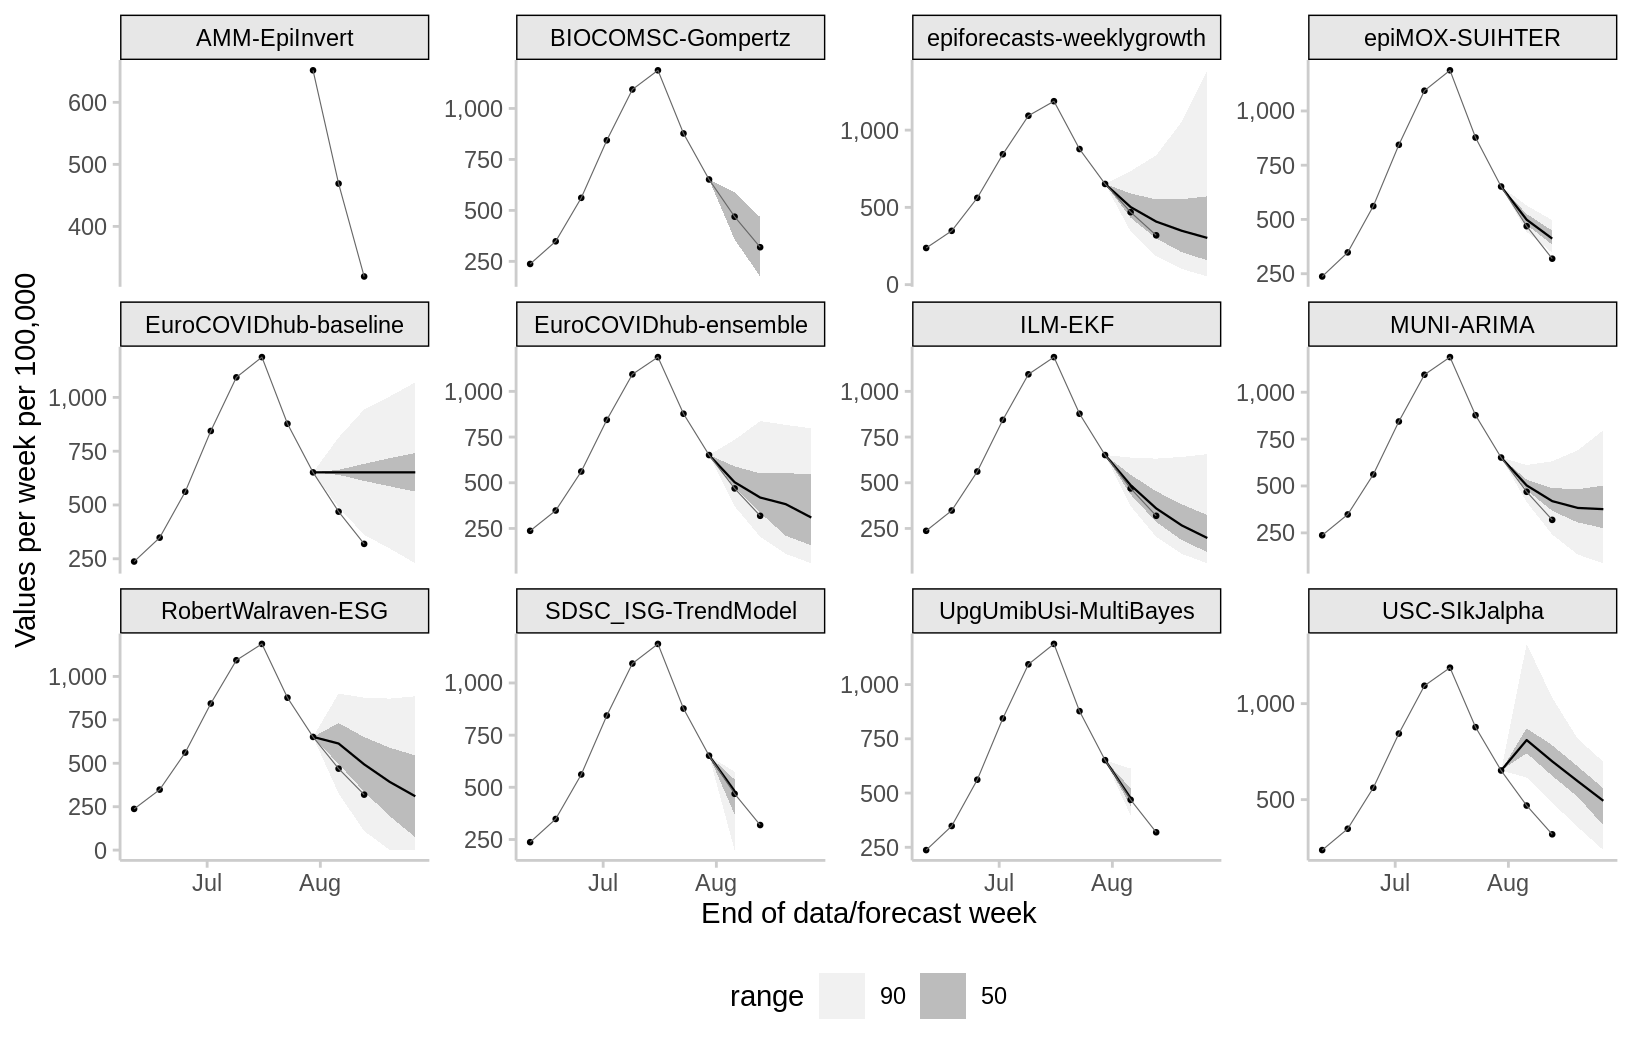 AMM-EpiInvert
BIOCOMSC-Gompertz
epiforecasts-weeklygrowth
epiMOX-SUIHTER
600
500
400
1,000
750
500
250
1,000
500
0
1,000
750
500
250
EuroCOVIDhub-baseline
EuroCOVIDhub-ensemble
ILM-EKF
MUNI-ARIMA
1,000
750
500
250
1,000
750
500
250
1,000
750
500
250
1,000
750
500
250
RobertWalraven-ESG
SDSC_ISG-TrendModel
UpgUmibUsi-MultiBayes
USC-SIkJalpha
1,000
750
500
250
0
1,000
750
500
250
1,000
750
500
250
1,000
500
Jul Aug
Jul Aug
Jul Aug
Jul Aug
Values per week per 100,000
End of data/forecast week
range 90 50